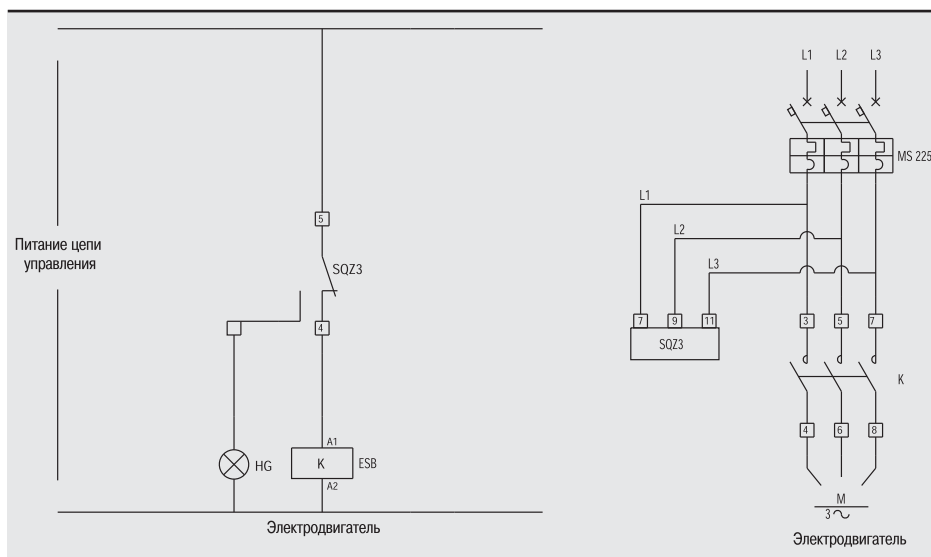 Питание цепи
управления
5
SQZ3
4
HG
A1
K
ESB
A2
Электродвигатель
L1
L2
L3
MS 225
L1
L2
L3
7
9
11
SQZ3
3
5
7
K
4
6
8
M
3
Электродвигатель